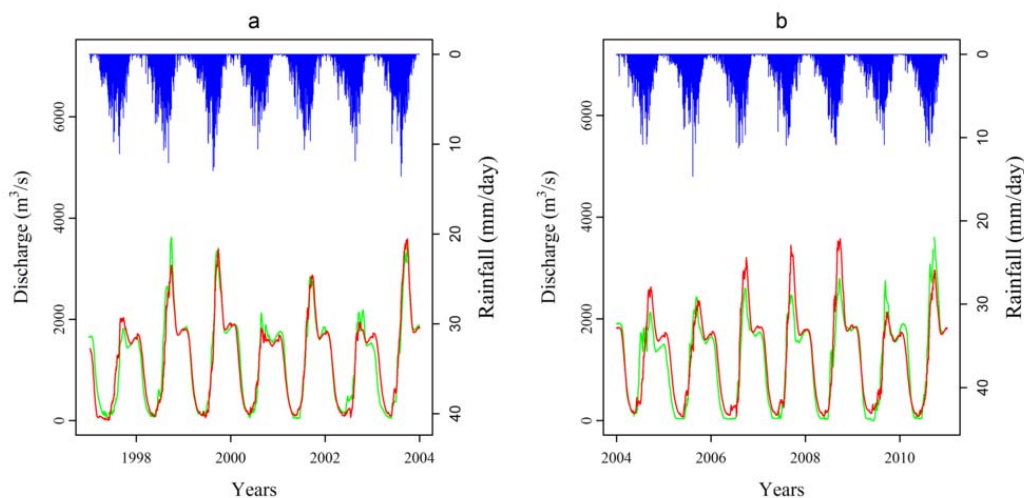 a
Discharge (m³/s)
0 2000 4000 6000
Rainfall (mm/day)
0 10 20 30 40
1998 2000 2002 2004
Years
b
Discharge (m³/s)
0 2000 4000 6000
Rainfall (mm/day)
0 10 20 30 40
2004 2006 2008 2010
Years